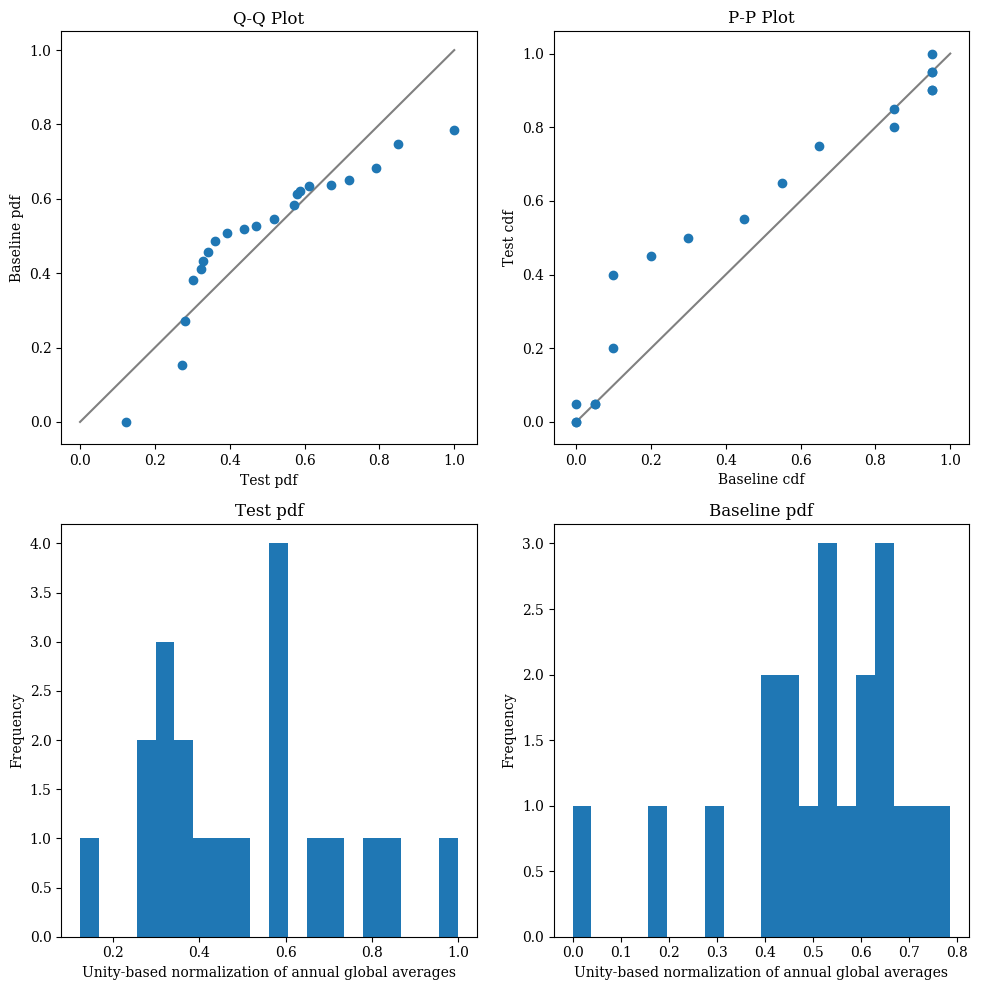 Q-Q Plot
1.0
0.8
0.6
0.4
0.2
0.0
Baseline pdf
0.0 0.2 0.4 0.6 0.8 1.0
Test pdf
P-P Plot
1.0
0.8
0.6
0.4
0.2
0.0
Test cdf
0.0 0.2 0.4 0.6 0.8 1.0
Baseline cdf
Test pdf
4.0
3.5
3.0
2.5
2.0
1.5
1.0
0.5
0.0
Frequency
0.2 0.4 0.6 0.8 1.0
Unity-based normalization of annual global averages
Baseline pdf
3.0
2.5
2.0
1.5
1.0
0.5
0.0
Frequency
0.0 0.1 0.2 0.3 0.4 0.5 0.6 0.7 0.8
Unity-based normalization of annual global averages